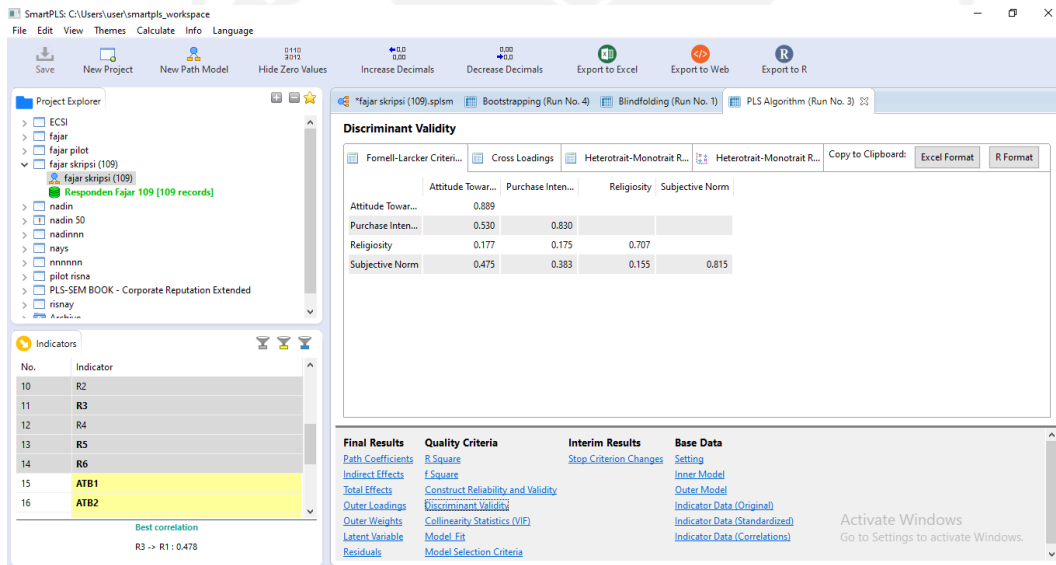 SmartPLS: C:\Users\user\smartpls_workspace
File Edit View Themes Calculate Info Language
Save New Project New Path Model Hide Zero Values Increase Decimals Decrease Decimals Export to Excel Export to Web Export to R
Project Explorer
ECSI
fajar
fajar pilot
fajar skripsi (109)
fajar skripsi (109)
Responden Fajar 109 [109 records]
nadin
nadin 50
nadinnn
nays
nnnnnn
pilot risna
PLS-SEM BOOK - Corporate Reputation Extended
risnay
Archive
Indicators
No. Indicator
10 R2
11 R3
12 R4
13 R5
14 R6
15 ATB1
16 ATB2
Best correlation
R3 -> R1 : 0.478
*fajar skripsi (109).splsm Bootstrapping (Run No. 4) Blindfolding (Run No. 1) PLS Algorithm (Run No. 3)
Discriminant Validity
Fornell-Larcker Criteri... Cross Loadings Heterotrait-Monotrait R... Heterotrait-Monotrait R... Copy to Clipboard: Excel Format R Format
Attitude Towar... Purchase Inten... Religiosity Subjective Norm
Attitude Towar... 0.889
Purchase Inten... 0.530 0.830
Religiosity 0.177 0.175 0.707
Subjective Norm 0.475 0.383 0.155 0.815
Final Results Quality Criteria Interim Results Base Data
Path Coefficients R Square Stop Criterion Changes Setting
Indirect Effects f Square Inner Model
Total Effects Construct Reliability and Validity Outer Model
Outer Loadings Discriminant Validity Indicator Data (Original)
Outer Weights Collinearity Statistics (VIF) Indicator Data (Standardized)
Latent Variable Model Fit Indicator Data (Correlations)
Residuals Model Selection Criteria
Activate Windows
Go to Settings to activate Windows.